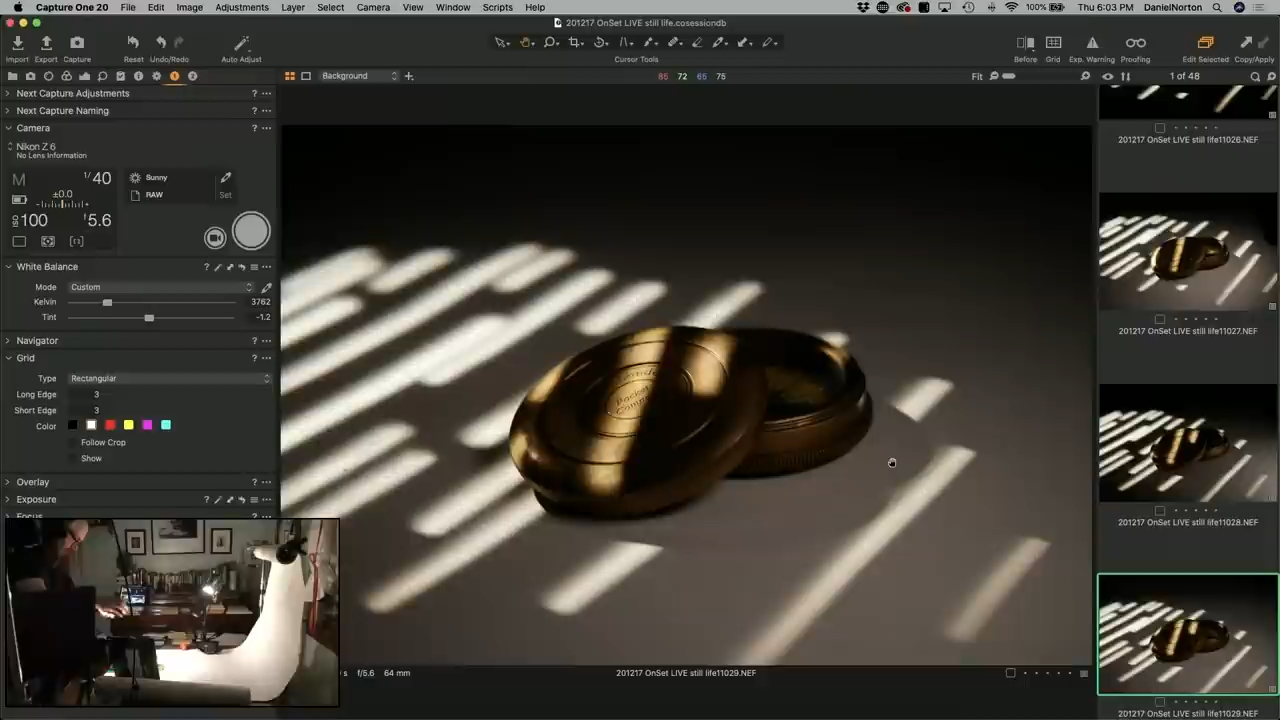 Capture One 20 File Edit Image Adjustments Layer Select Camera View Window Scripts Help 100% Thu 6:03 PM DanielNorton
201217 OnSet LIVE still life.cosessiondb
Import Export Capture Reset Undo/Redo Auto Adjust Cursor Tools Before Grid Exp. Warning Proofing Edit Selected Copy/Apply
Background 85 72 65 75 Fit 1 of 48
Next Capture Adjustments
Next Capture Naming
Camera
Nikon Z 6
No Lens Information
M 1/40 Sunny
±0.0 RAW Set
ISO 100 f5.6
White Balance
Mode Custom
Kelvin 3762
Tint -1.2
Navigator
Grid
Type Rectangular
Long Edge 3
Short Edge 3
Color
Follow Crop
Show
Overlay
Exposure
Focus
Pocket
s f/5.6 64 mm
201217 OnSet LIVE still life11029.NEF
201217 OnSet LIVE still life11026.NEF
201217 OnSet LIVE still life11027.NEF
201217 OnSet LIVE still life11028.NEF
201217 OnSet LIVE still life11029.NEF